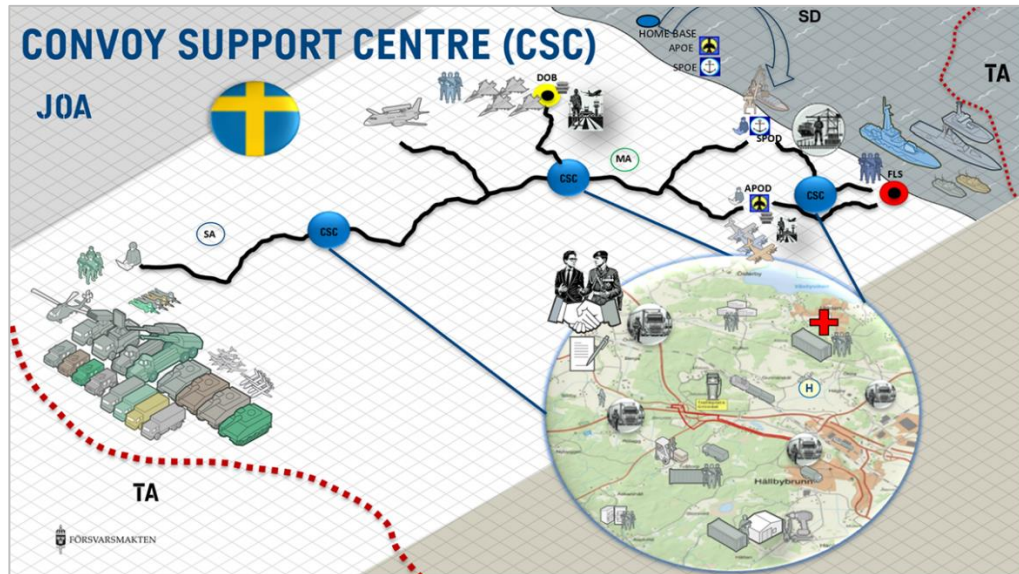 CONVOY SUPPORT CENTRE (CSC)
JOA
SD
HOME BASE
APOE
SPOE
TA
DOB
SPOD
MA
CSC
APOD
CSC
FLS
SA
CSC
H
Hällbybrunn
TA
FÖRSVARSMAKTEN